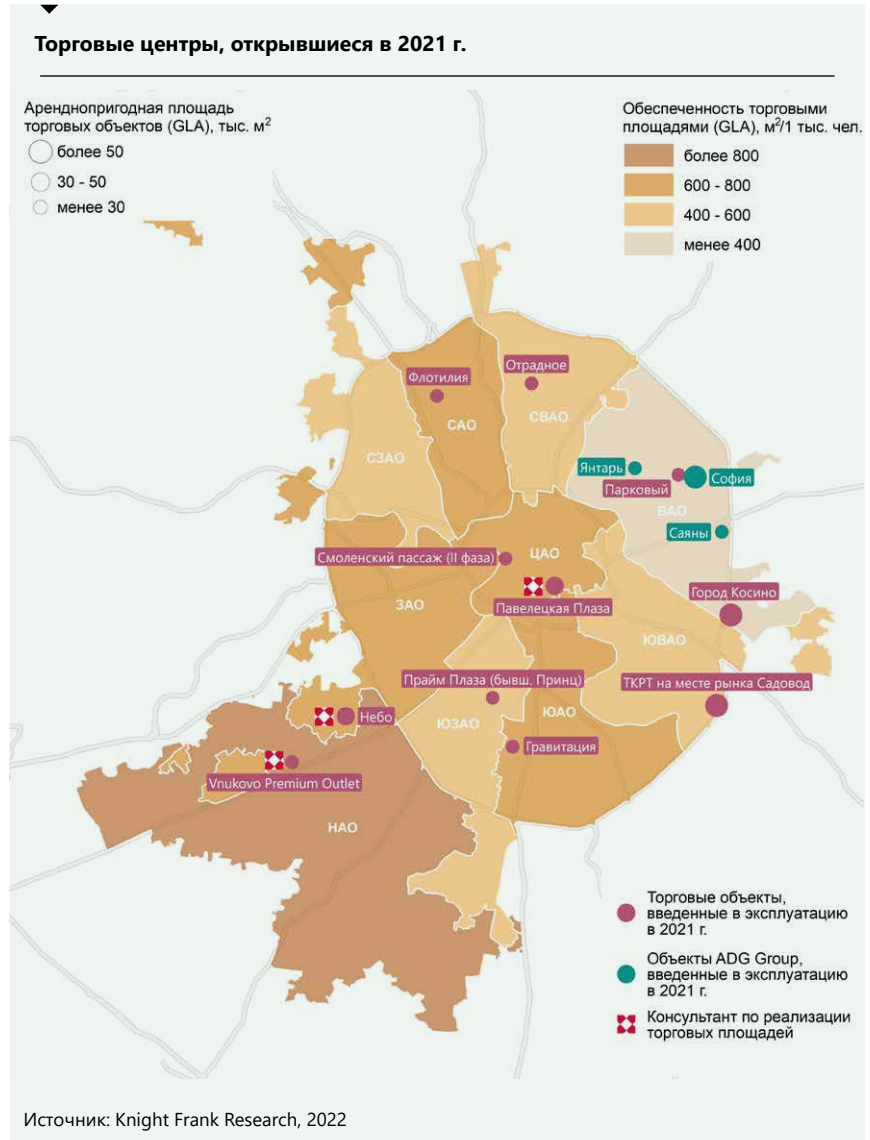 Торговые центры, открывшиеся в 2021 г.
Аренднопригодная площадь
торговых объектов (GLA), тыс. м²
более 50
30 - 50
менее 30
Обеспеченность торговыми
площадями (GLA), м²/1 тыс. чел.
более 800
600 - 800
400 - 600
менее 400
Отрадное
Флотилия
СВАО
САО
СЗАО
Янтарь
София
Парковый
ВАО
Саяны
ЦАО
Смоленский пассаж (II фаза)
Город Косино
ЗАО
Павелецкая Плаза
ЮВАО
Прайм Плаза (бывш. Принц)
ТКРТ на месте рынка Садовод
Небо
ЮЗАО
ЮАО
Гравитация
Vnukovo Premium Outlet
НАО
Торговые объекты,
введенные в эксплуатацию
в 2021 г.
Объекты ADG Group,
введенные в эксплуатацию
в 2021 г.
Консультант по реализации
торговых площадей
Источник: Knight Frank Research, 2022